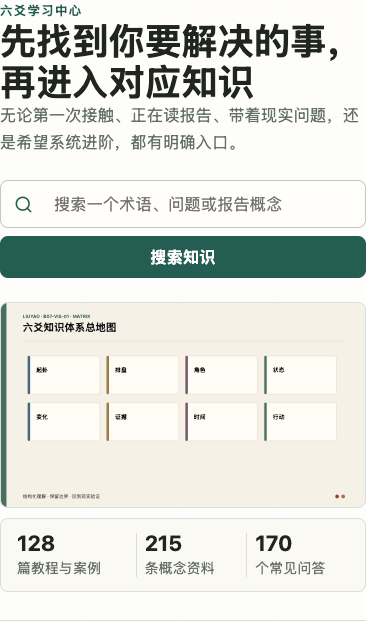 六爻学习中心
先找到你要解决的事，
再进入对应知识
无论第一次接触、正在读报告、带着现实问题，还
是希望系统进阶，都有明确入口。
搜索一个术语、问题或报告概念
搜索知识
LIUYAO · B07-VIS-01 · MATRIX
六爻知识体系总地图
起卦 排盘 角色 状态
变化 证据 时间 行动
结构化理解 · 保留边界 · 回到现实验证
128 215 170
篇教程与案例 条概念资料 个常见问答